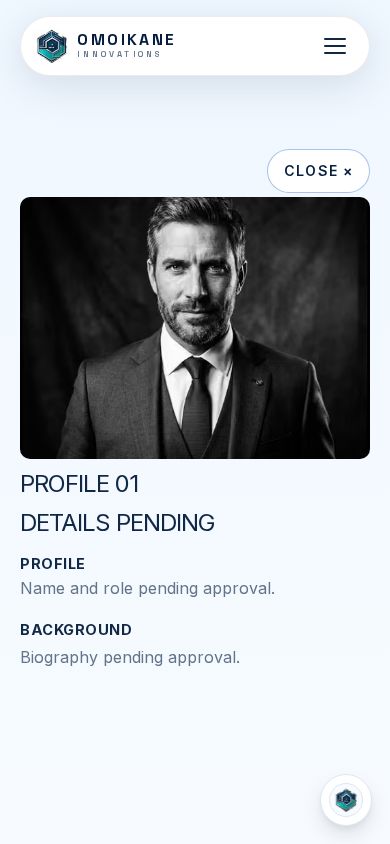 OMOIKANE
INNOVATIONS
CLOSE ×
PROFILE 01
DETAILS PENDING
PROFILE
Name and role pending approval.
BACKGROUND
Biography pending approval.